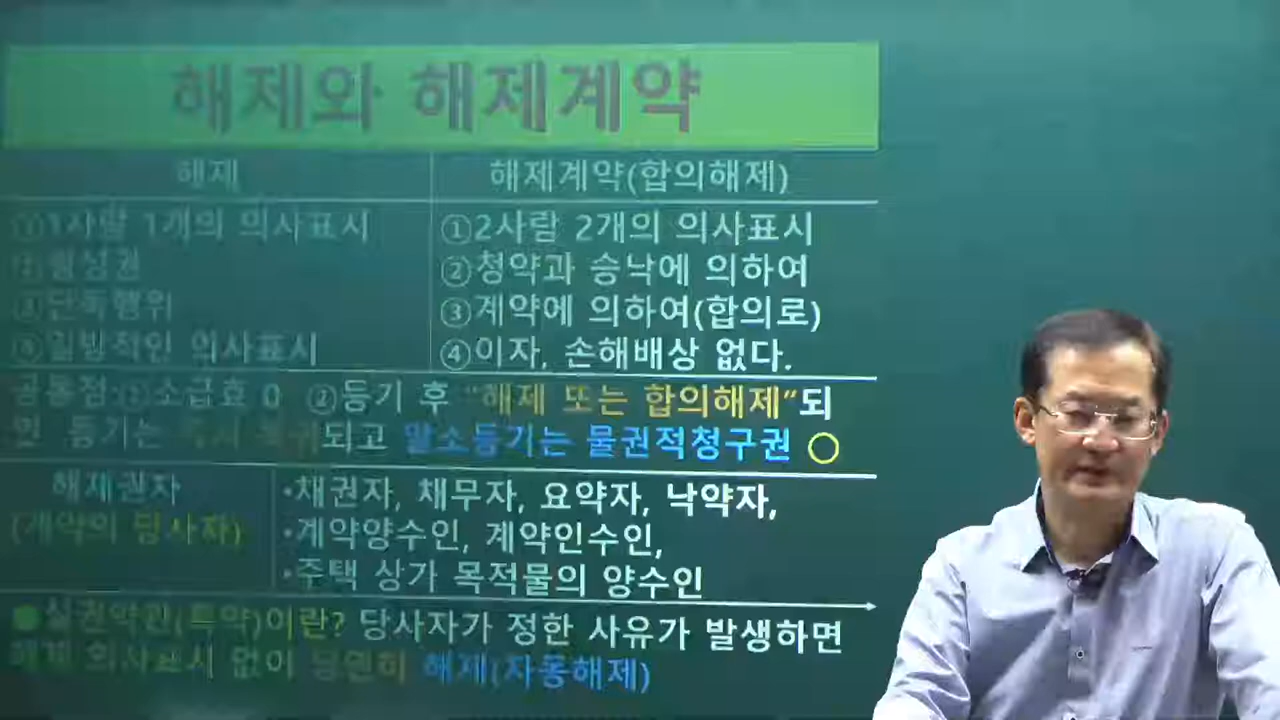 해제와 해제계약
해제
해제계약(합의해제)
①1사람 1개의 의사표시
②형성권
③단독행위
④일방적인 의사표시
①2사람 2개의 의사표시
②청약과 승낙에 의하여
③계약에 의하여(합의로)
④이자, 손해배상 없다.
공통점:①소급효 0 ②등기 후 "해제 또는 합의해제"되
면 등기는 즉시 복귀되고 말소등기는 물권적청구권 ○
해제권자
(계약의 당사자)
•채권자, 채무자, 요약자, 낙약자,
•계약양수인, 계약인수인,
•주택 상가 목적물의 양수인
●실권약관(특약)이란? 당사자가 정한 사유가 발생하면
해제 의사표시 없이 당연히 해제(자동해제)